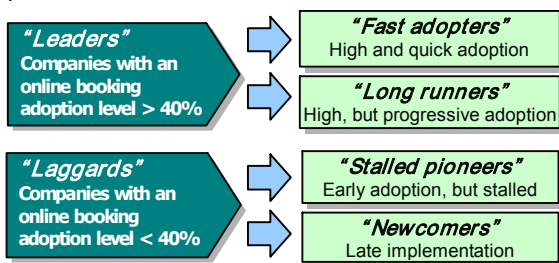 "Leaders"
Companies with an
online booking
adoption level > 40%
"Fast adopters"
High and quick adoption
"Long runners"
High, but progressive adoption
"Laggards"
Companies with an
online booking
adoption level < 40%
"Stalled pioneers"
Early adoption, but stalled
"Newcomers"
Late implementation